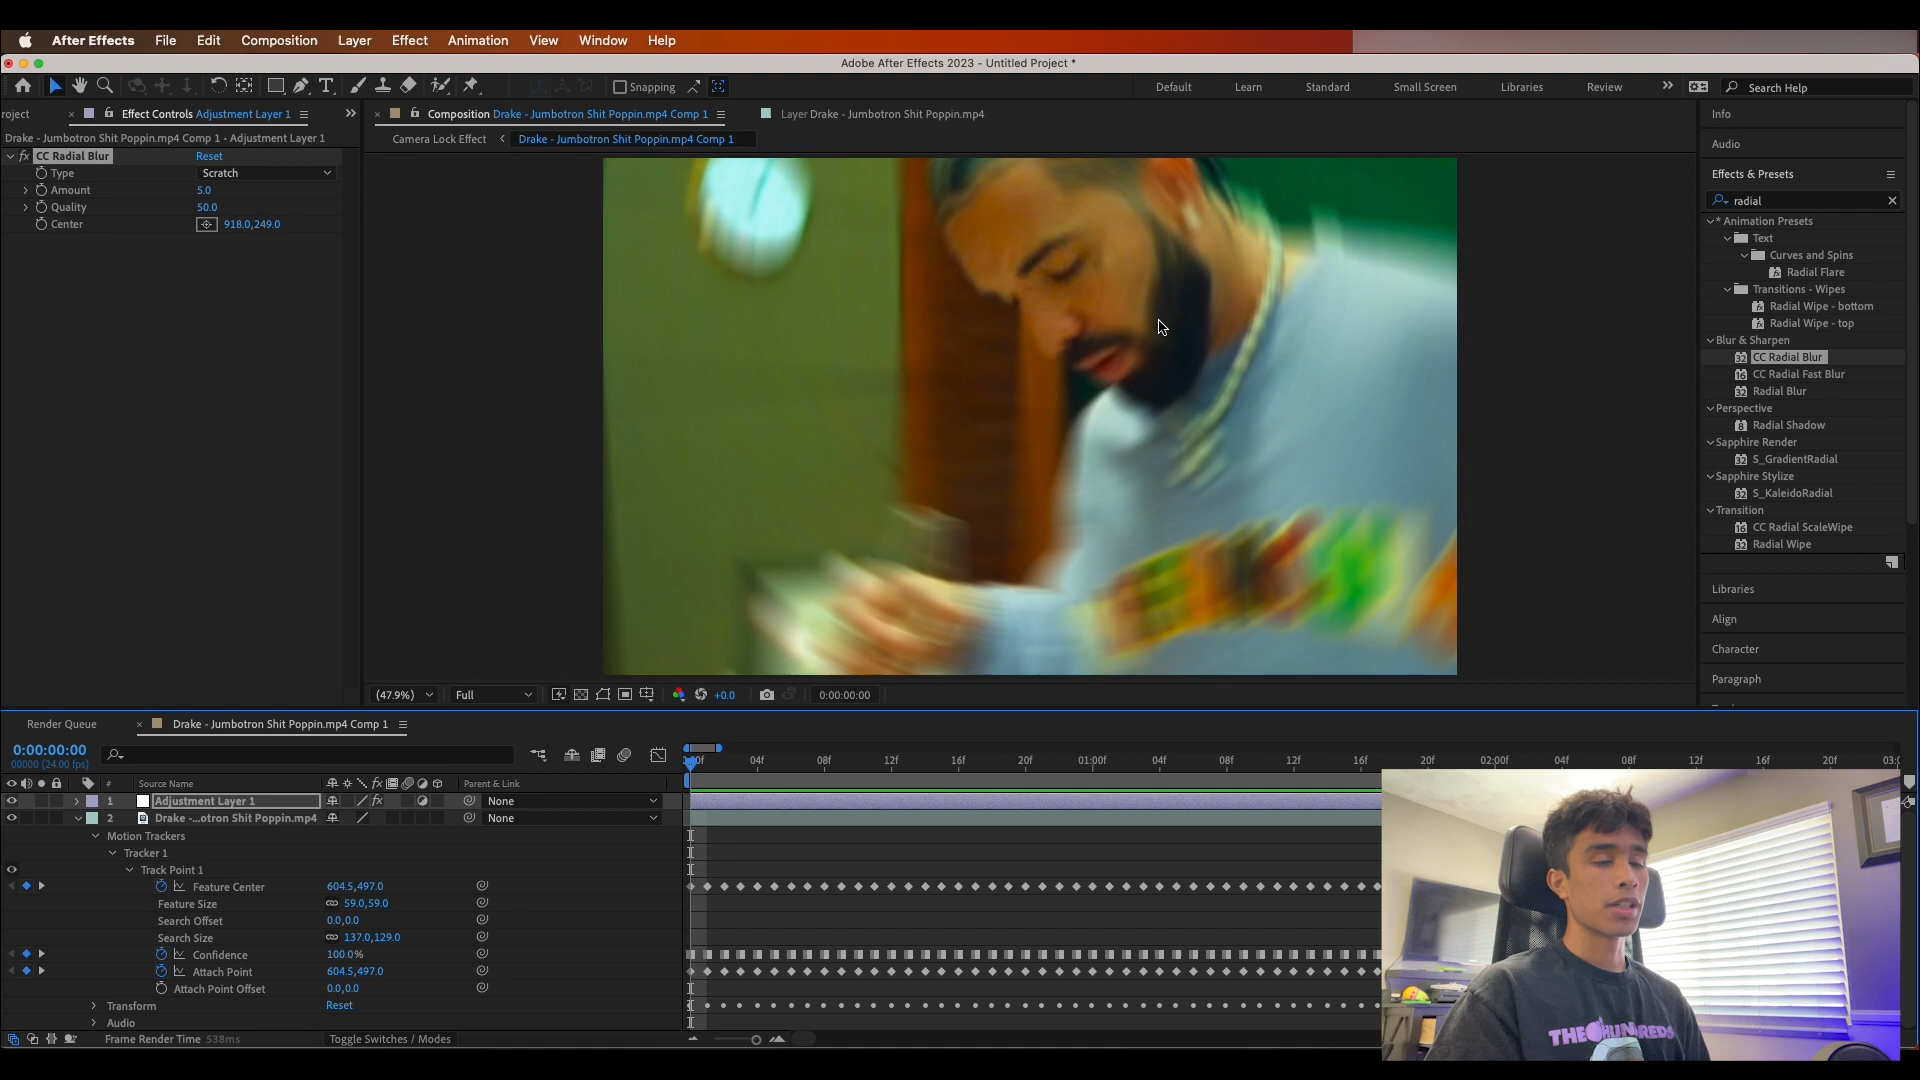 After Effects File Edit Composition Layer Effect Animation View Window Help
Adobe After Effects 2023 - Untitled Project *
Snapping
Default Learn Standard Small Screen Libraries Review Search Help
roject Effect Controls Adjustment Layer 1
Drake - Jumbotron Shit Poppin.mp4 Comp 1 - Adjustment Layer 1
fx CC Radial Blur Reset
Type Scratch
Amount 5.0
Quality 50.0
Center 918.0,249.0
Composition Drake - Jumbotron Shit Poppin.mp4 Comp 1
Layer Drake - Jumbotron Shit Poppin.mp4
Camera Lock Effect Drake - Jumbotron Shit Poppin.mp4 Comp 1
(47.9%) Full +0.0 0:00:00:00
Info
Audio
Effects & Presets
radial
* Animation Presets
Text
Curves and Spins
Radial Flare
Transitions - Wipes
Radial Wipe - bottom
Radial Wipe - top
Blur & Sharpen
CC Radial Blur
CC Radial Fast Blur
Radial Blur
Perspective
Radial Shadow
Sapphire Render
S_GradientRadial
Sapphire Stylize
S_KaleidoRadial
Transition
CC Radial ScaleWipe
Radial Wipe
Libraries
Align
Character
Paragraph
Render Queue Drake - Jumbotron Shit Poppin.mp4 Comp 1
0:00:00:00
00000 (24.00 fps)
04f 08f 12f 16f 20f 01:00f 04f 08f 12f 16f 20f 02:00f 04f 08f 12f 16f 20f
# Source Name fx Parent & Link
1 Adjustment Layer 1 fx None
2 Drake -...otron Shit Poppin.mp4 None
Motion Trackers
Tracker 1
Track Point 1
Feature Center 604.5,497.0
Feature Size 59.0,59.0
Search Offset 0.0,0.0
Search Size 137.0,129.0
Confidence 100.0%
Attach Point 604.5,497.0
Attach Point Offset 0.0,0.0
Transform Reset
Audio
Frame Render Time 538ms Toggle Switches / Modes
THE HUNDREDS